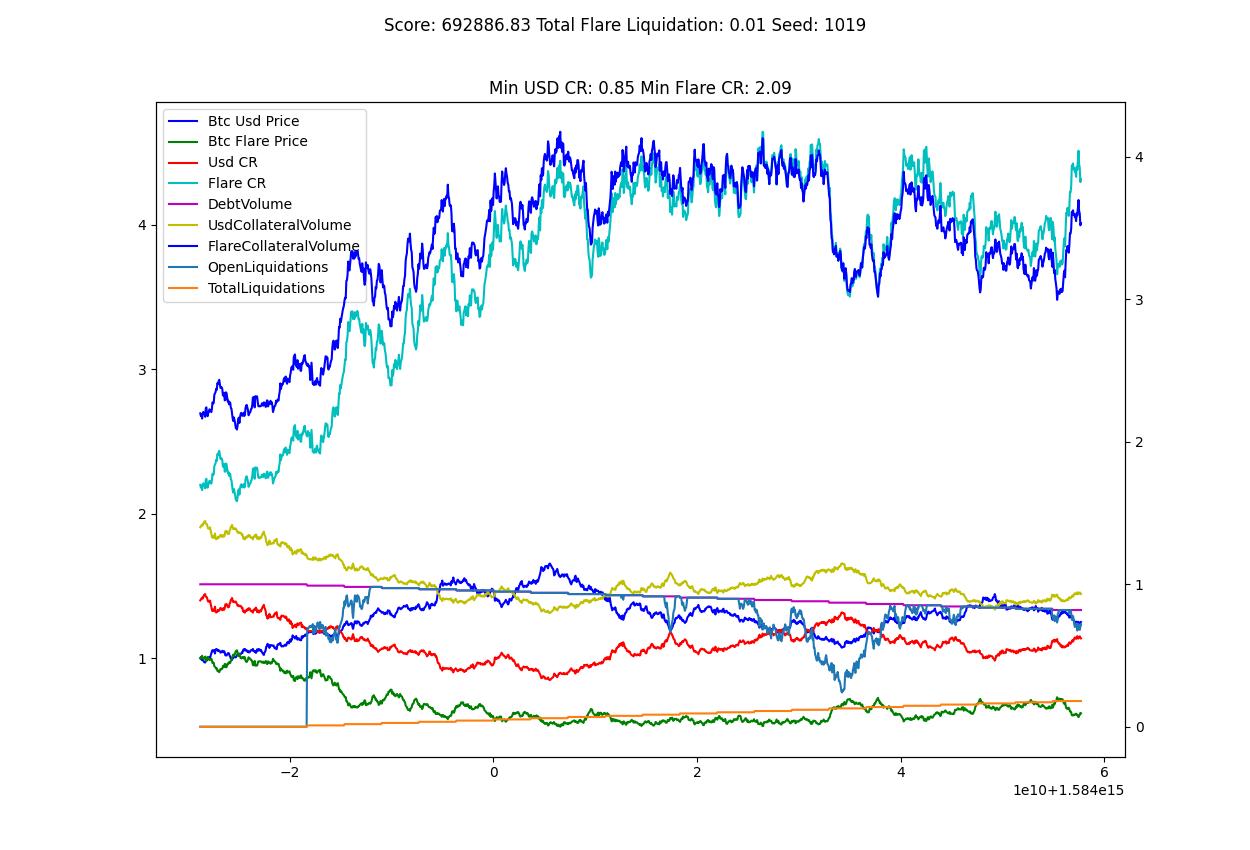 Score: 692886.83 Total Flare Liquidation: 0.01 Seed: 1019
Min USD CR: 0.85 Min Flare CR: 2.09
Btc Usd Price
Btc Flare Price
Usd CR
Flare CR
DebtVolume
UsdCollateralVolume
FlareCollateralVolume
OpenLiquidations
TotalLiquidations
4
3
2
1
4
3
2
1
0
−2
0
2
4
6
1e10+1.584e15